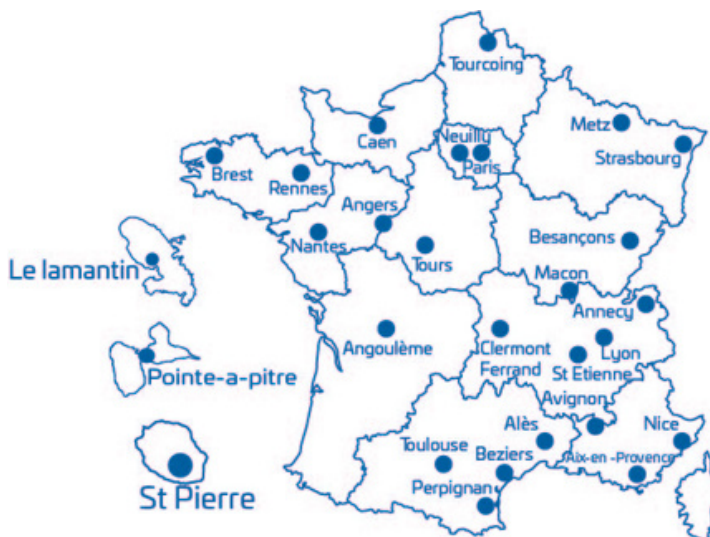 Tourcoing
Caen
Neuilly
Paris
Metz
Strasbourg
Brest
Rennes
Angers
Nantes
Tours
Besançons
Le lamantin
Macon
Annecy
Angoulème
Clermont
Ferrand
Lyon
St Etienne
Pointe-a-pitre
Avignon
Alès
Nice
Toulouse
Beziers
Aix-en -Provence
Perpignan
St Pierre